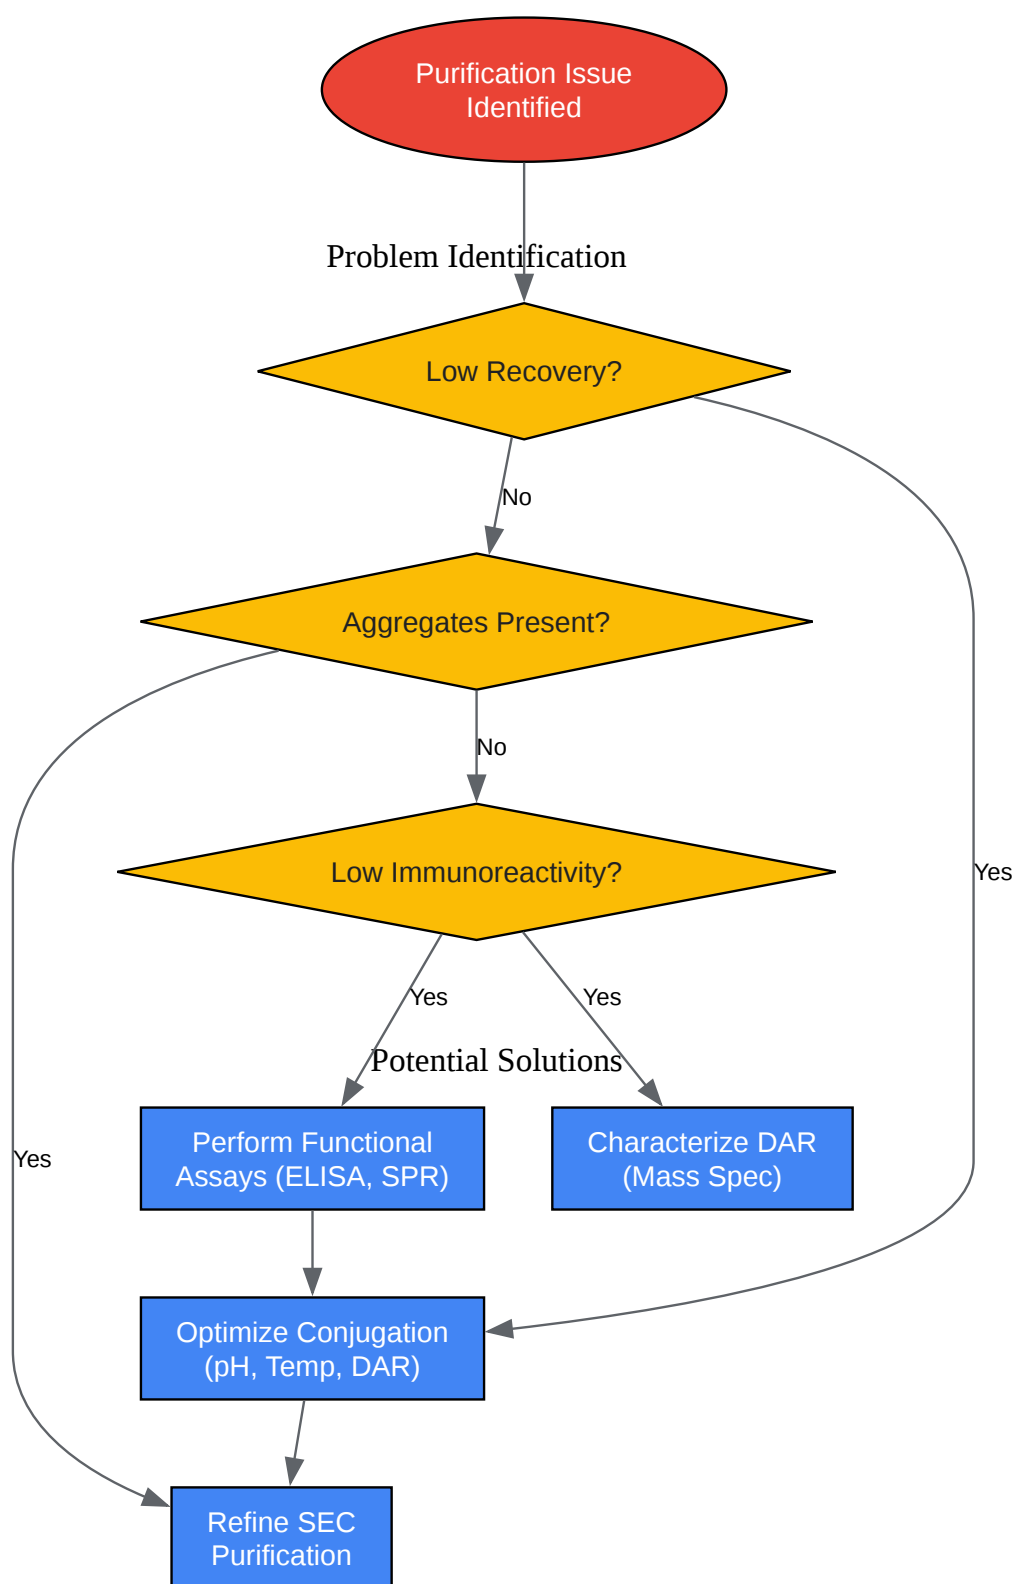 Purification Issue
Identified
Problem Identification
Low Recovery?
No
Aggregates Present?
No
Low Immunoreactivity?
Yes
Yes
Yes
Potential Solutions
Perform Functional
Assays (ELISA, SPR)
Characterize DAR
(Mass Spec)
Yes
Optimize Conjugation
(pH, Temp, DAR)
Refine SEC
Purification